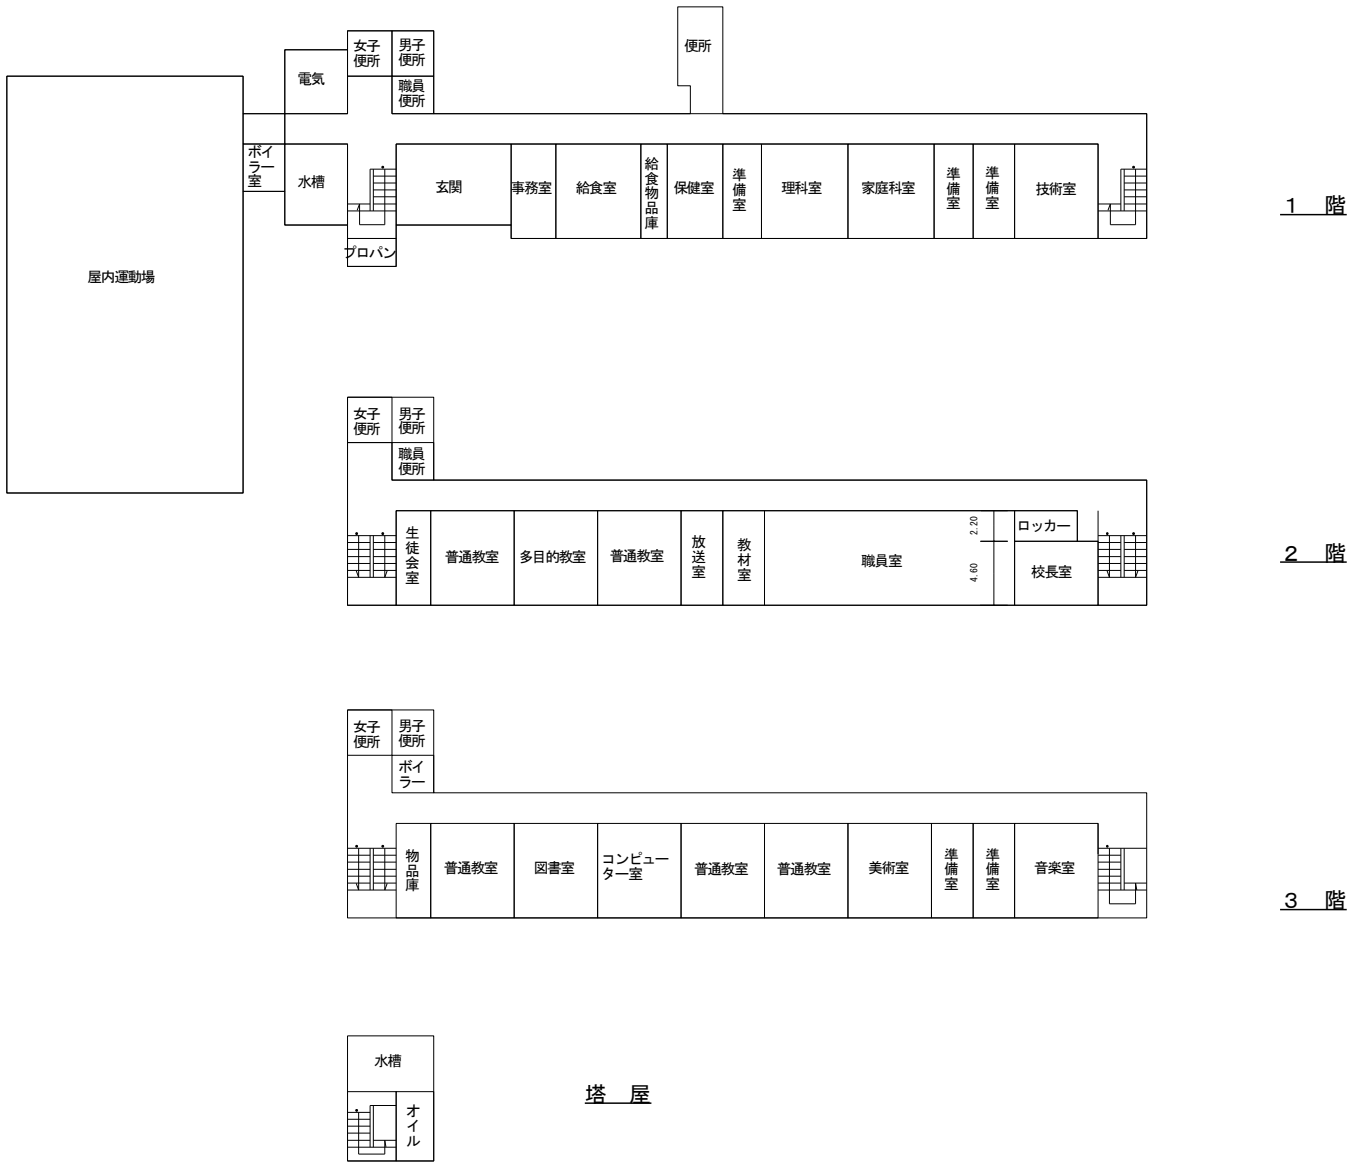 便所
女子
便所
男子
便所
電気
職員
便所
ボイ
ラー
室
水槽
玄関
事務室
給食室
給食物品庫
保健室
準備室
理科室
家庭科室
準備室
準備室
技術室
1 階
プロパン
屋内運動場
女子
便所
男子
便所
職員
便所
生徒会室
普通教室
多目的教室
普通教室
放送室
教材室
職員室
2.20
4.60
ロッカー
校長室
2 階
女子
便所
男子
便所
ボイ
ラー
物品庫
普通教室
図書室
コンピュー
ター室
普通教室
普通教室
美術室
準備室
準備室
音楽室
3 階
水槽
オイル
塔 屋